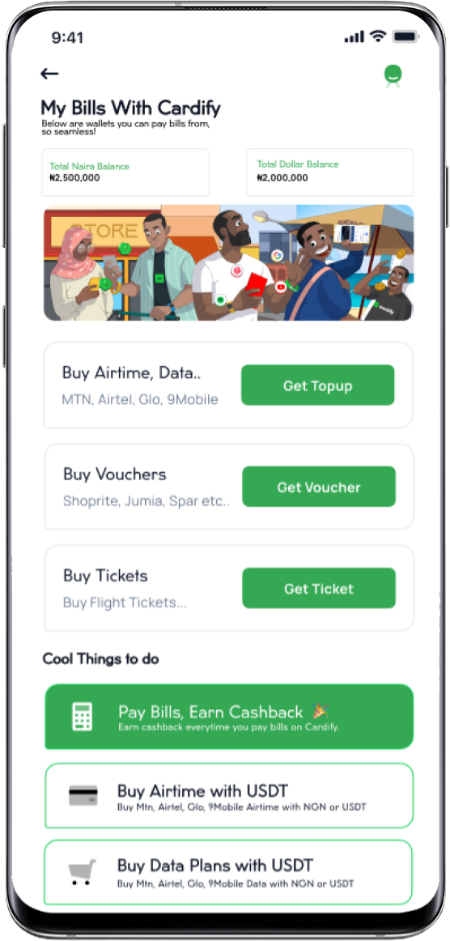 9:41
My Bills With Cardify
Below are wallets you can pay bills from,
so seamless!
Total Naira Balance
₦2,500,000
Total Dollar Balance
₦2,000,000
STORE
Buy Airtime, Data..
MTN, Airtel, Glo, 9Mobile
Get Topup
Buy Vouchers
Shoprite, Jumia, Spar etc..
Get Voucher
Buy Tickets
Buy Flight Tickets...
Get Ticket
Cool Things to do
Pay Bills, Earn Cashback 🎉
Earn cashback everytime you pay bills on Cardify.
Buy Airtime with USDT
Buy Mtn, Airtel, Glo, 9Mobile Airtime with NGN or USDT
Buy Data Plans with USDT
Buy Mtn, Airtel, Glo, 9Mobile Data with NGN or USDT